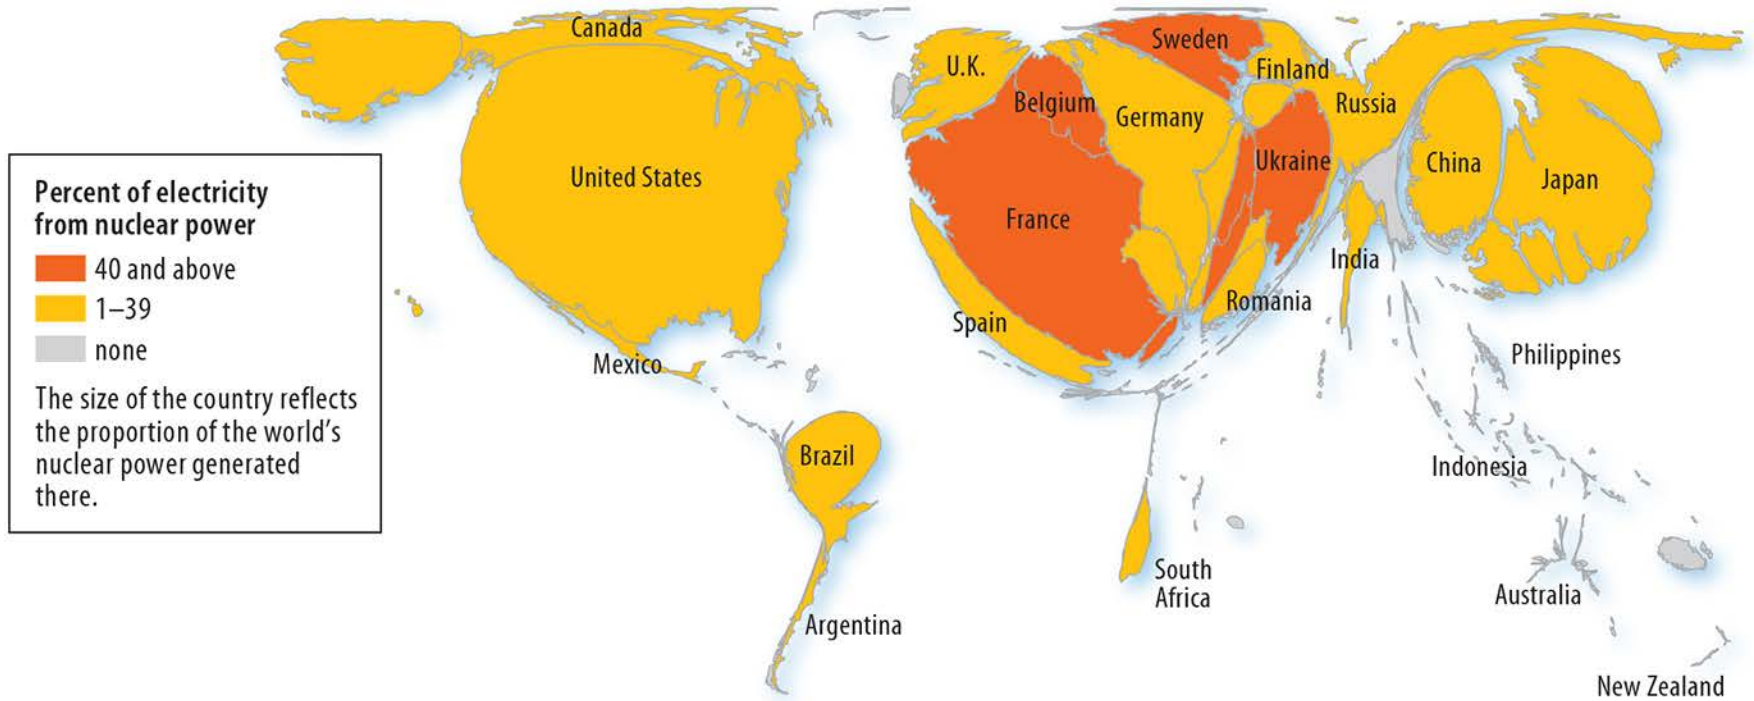 Percent of electricity
from nuclear power
40 and above
1–39
none
The size of the country reflects
the proportion of the world's
nuclear power generated
there.
Canada
United States
Mexico
Brazil
Argentina
U.K.
Belgium
France
Spain
Germany
Sweden
Finland
Ukraine
Romania
Russia
India
China
Japan
Philippines
Indonesia
South
Africa
Australia
New Zealand